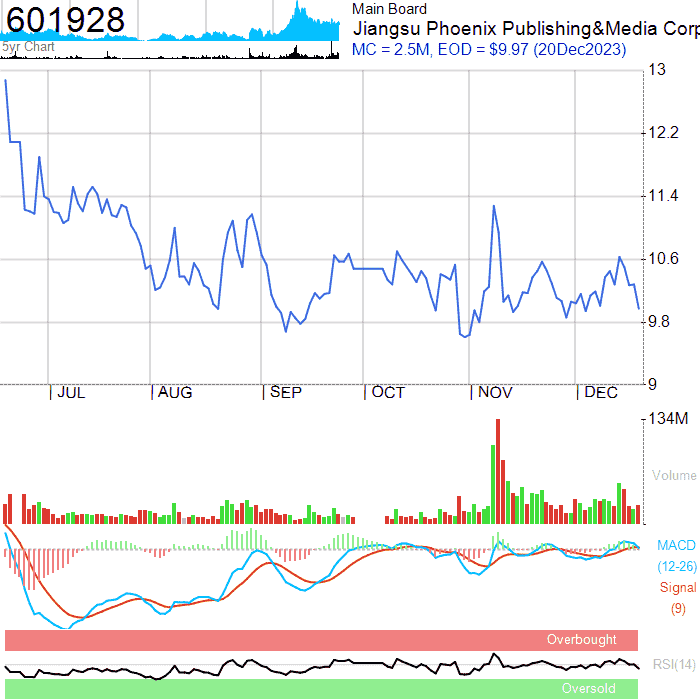 601928
5yr Chart
Main Board
Jiangsu Phoenix Publishing&Media Corp
MC = 2.5M, EOD = $9.97 (20Dec2023)
13
12.2
11.4
10.6
9.8
9
JUL AUG SEP OCT NOV DEC
134M
Volume
MACD
(12-26)
Signal
(9)
Overbought
RSI(14)
Oversold